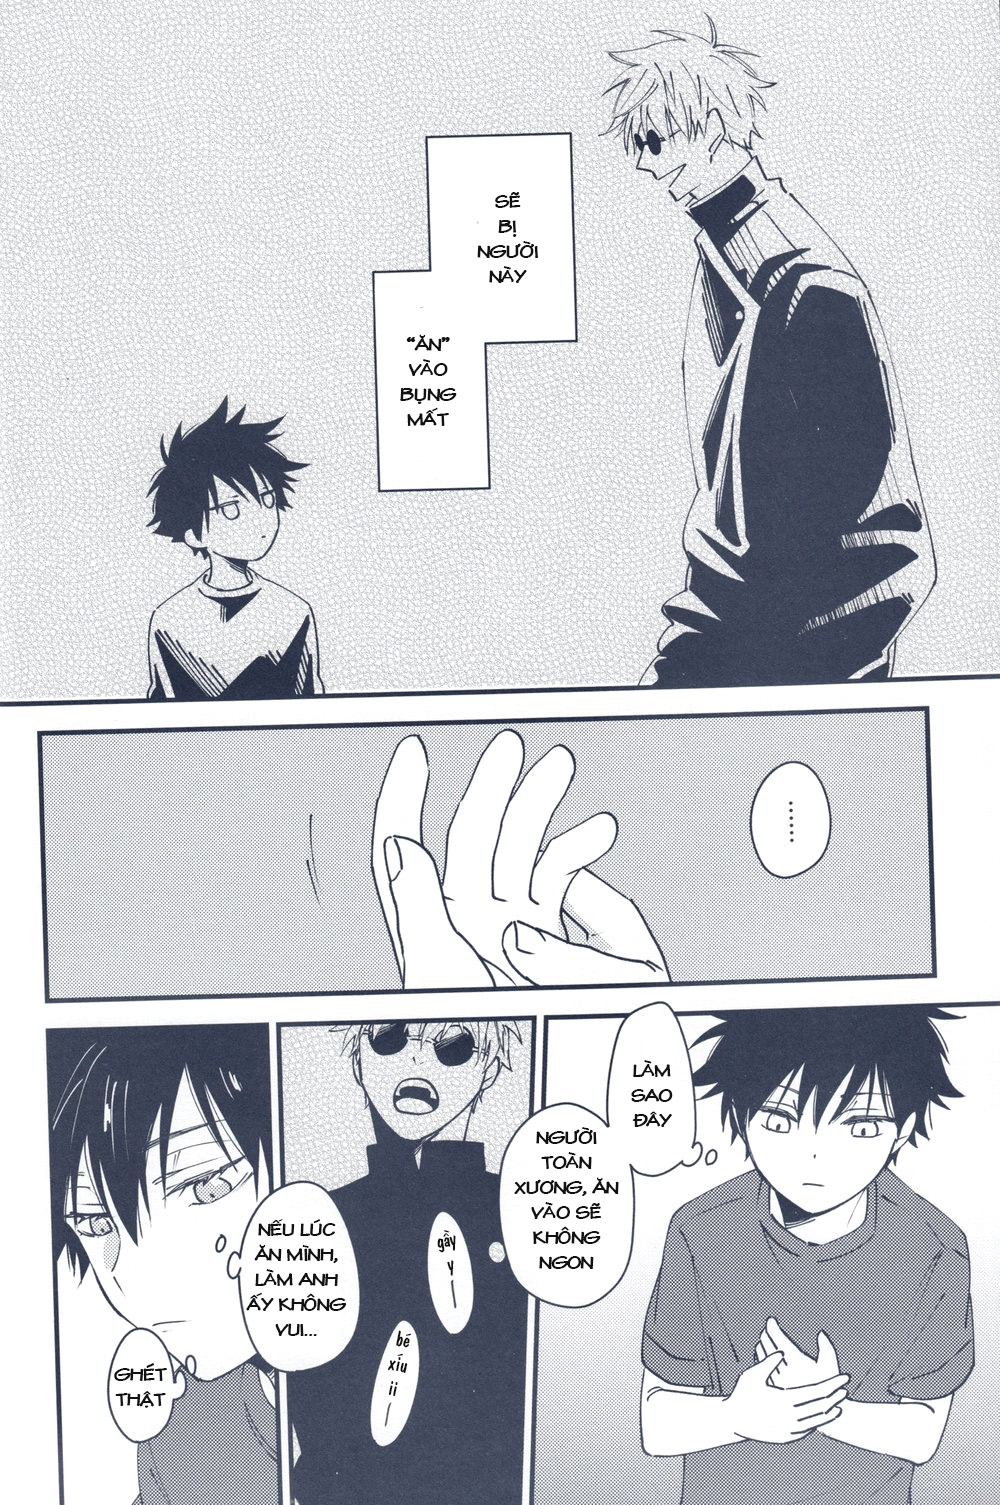 SẼ
BỊ
NGƯỜI
NÀY
“ĂN”
VÀO
BỤNG
MẤT
........
LÀM
SAO
ĐÂY
NGƯỜI
TOÀN
XƯƠNG, ĂN
VÀO SẼ
KHÔNG
NGON
gầy
y
—
bé
xíu
ii
—
NẾU LÚC
ĂN MÌNH,
LÀM ANH
ẤY KHÔNG
VUI...
GHÉT
THẬT